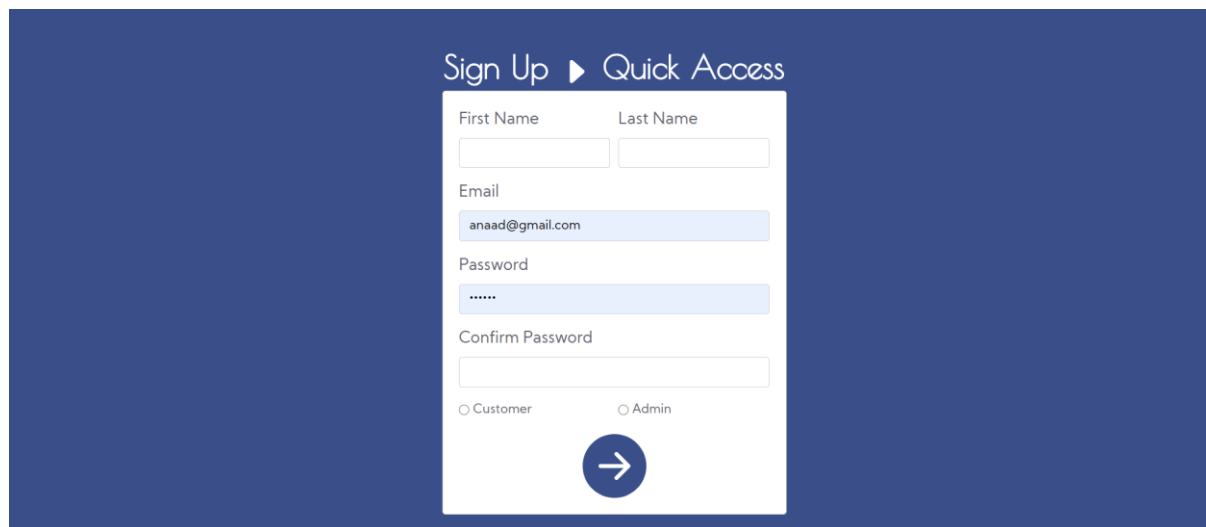 Sign Up Quick Access
First Name Last Name
Email
anaad@gmail.com
Password
••••••
Confirm Password
Customer Admin